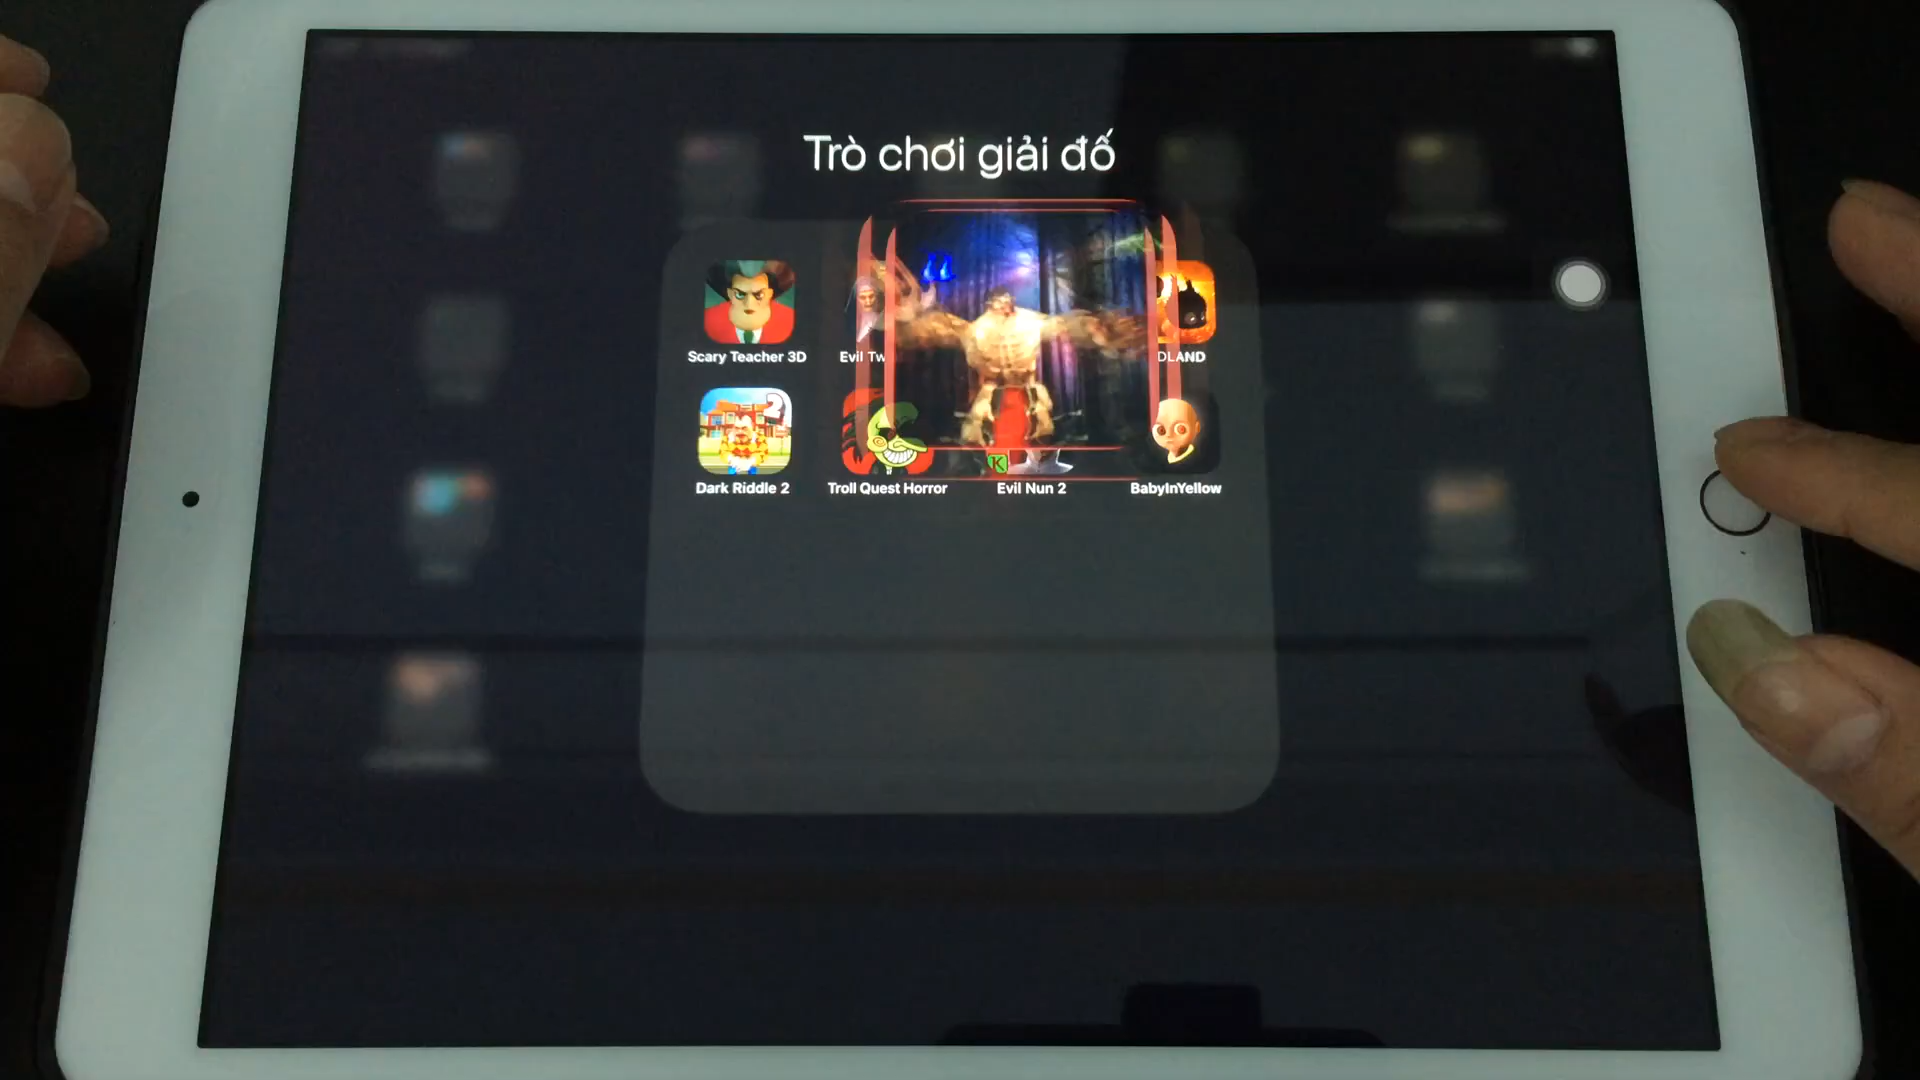 Trò chơi giải đố
Scary Teacher 3D
Evil Tw
DLAND
2
Dark Riddle 2
Troll Quest Horror
K
Evil Nun 2
BabyInYellow